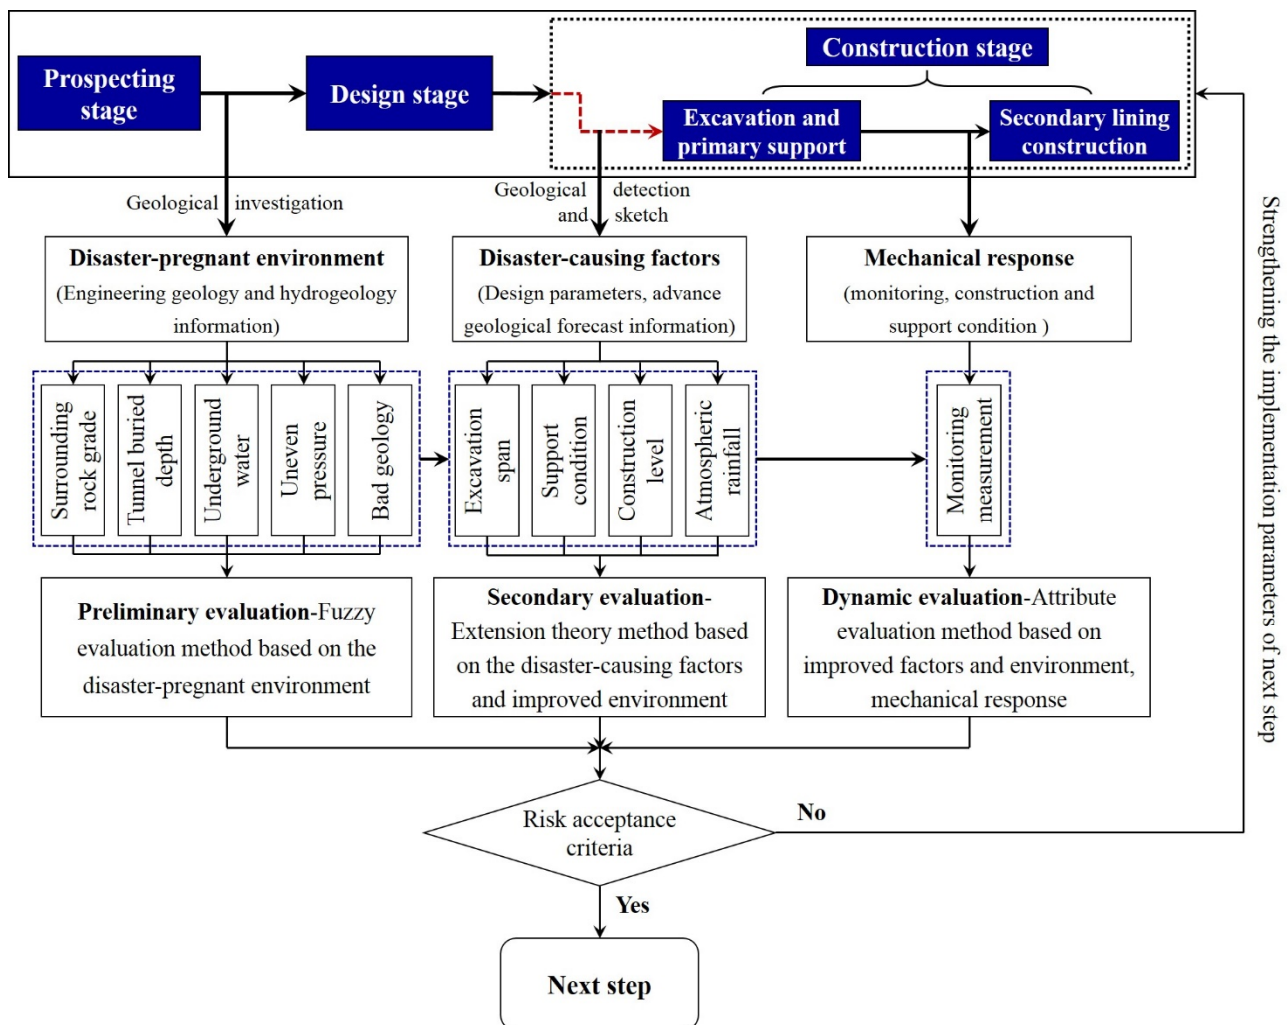 Construction stage
Prospecting
stage
Design stage
Excavation and
primary support
Secondary lining
construction
Geological investigation
Geological detection
and sketch
Disaster-pregnant environment
(Engineering geology and hydrogeology
information)
Disaster-causing factors
(Design parameters, advance
geological forecast information)
Mechanical response
(monitoring, construction and
support condition )
Surrounding
rock grade
Tunnel buried
depth
Underground
water
Uneven
pressure
Bad geology
Excavation
span
Support
condition
Construction
level
Atmospheric
rainfall
Monitoring
measurement
Preliminary evaluation-Fuzzy
evaluation method based on the
disaster-pregnant environment
Secondary evaluation-
Extension theory method based
on the disaster-causing factors
and improved environment
Dynamic evaluation-Attribute
evaluation method based on
improved factors and environment,
mechanical response
Strengthening the implementation parameters of next step
Risk acceptance
criteria
No
Yes
Next step